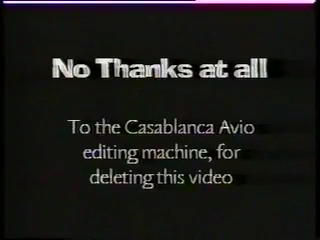 No Thanks at all
To the Casablanca Avio
editing machine, for
deleting this video